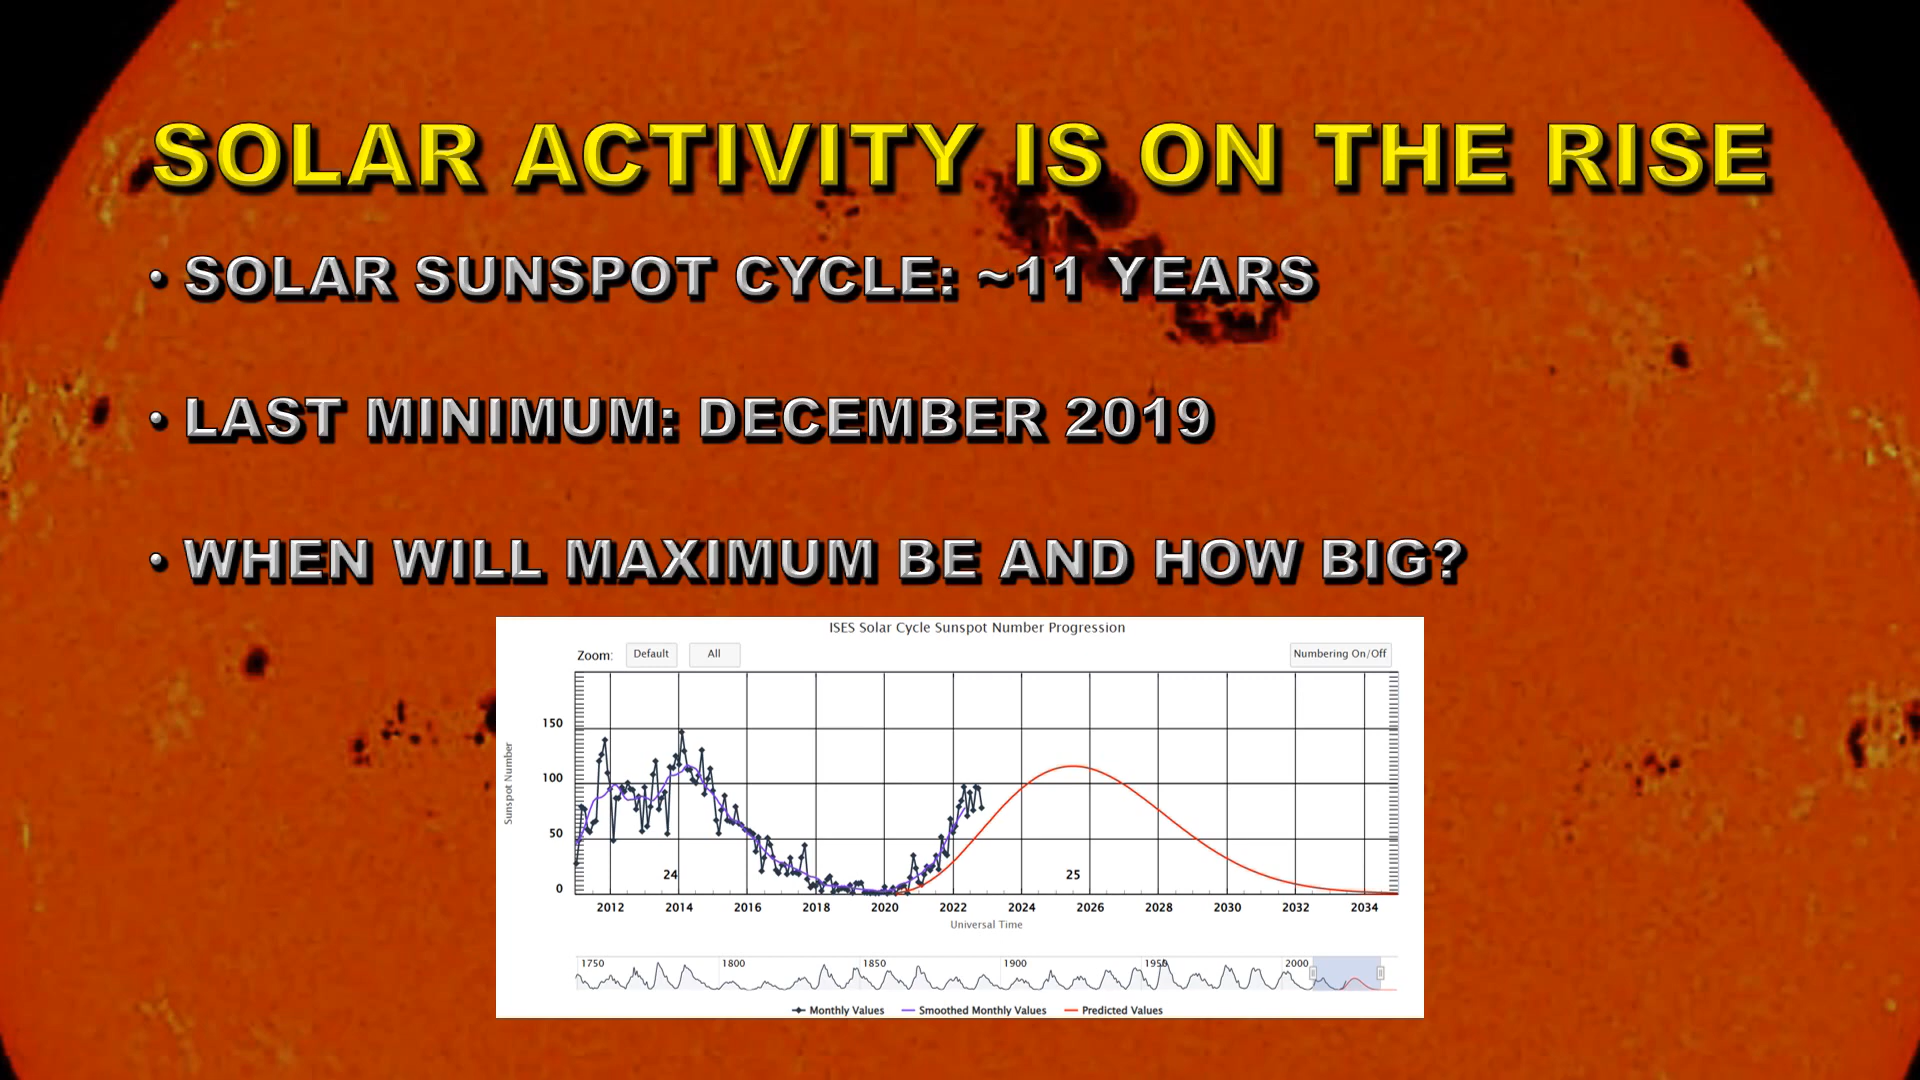 SOLAR ACTIVITY IS ON THE RISE
• SOLAR SUNSPOT CYCLE: ~11 YEARS
• LAST MINIMUM: DECEMBER 2019
• WHEN WILL MAXIMUM BE AND HOW BIG?
ISES Solar Cycle Sunspot Number Progression
Zoom: Default All Numbering On/Off
Sunspot Number
150
100
50
0
24 25
2012 2014 2016 2018 2020 2022 2024 2026 2028 2030 2032 2034
Universal Time
1750 1800 1850 1900 1950 2000
Monthly Values Smoothed Monthly Values Predicted Values